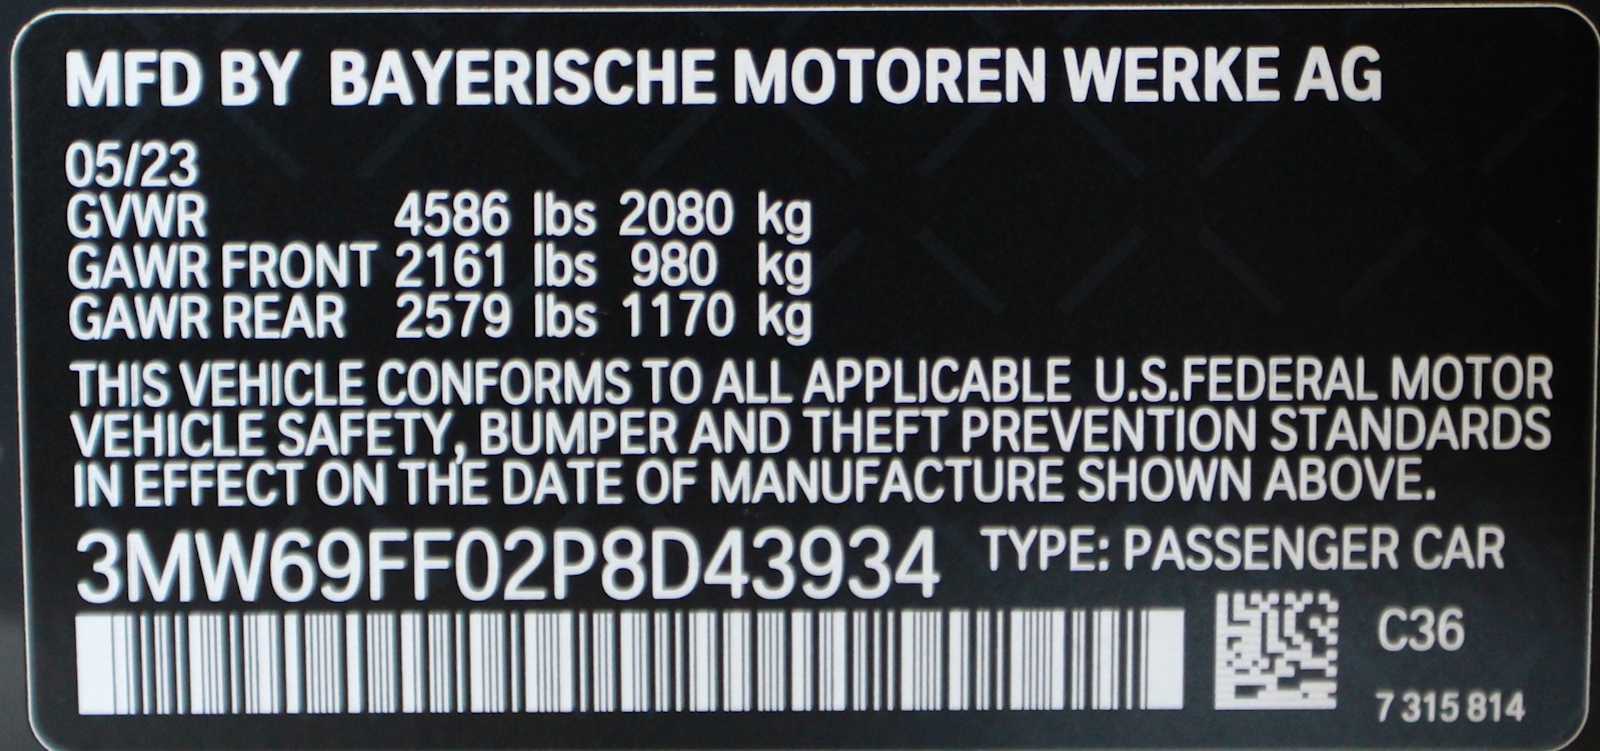 MFD BY BAYERISCHE MOTOREN WERKE AG
05/23
GVWR 4586 lbs 2080 kg
GAWR FRONT 2161 lbs 980 kg
GAWR REAR 2579 lbs 1170 kg
THIS VEHICLE CONFORMS TO ALL APPLICABLE U.S.FEDERAL MOTOR
VEHICLE SAFETY, BUMPER AND THEFT PREVENTION STANDARDS
IN EFFECT ON THE DATE OF MANUFACTURE SHOWN ABOVE.
3MW69FF02P8D43934 TYPE: PASSENGER CAR
C36
7 315 814